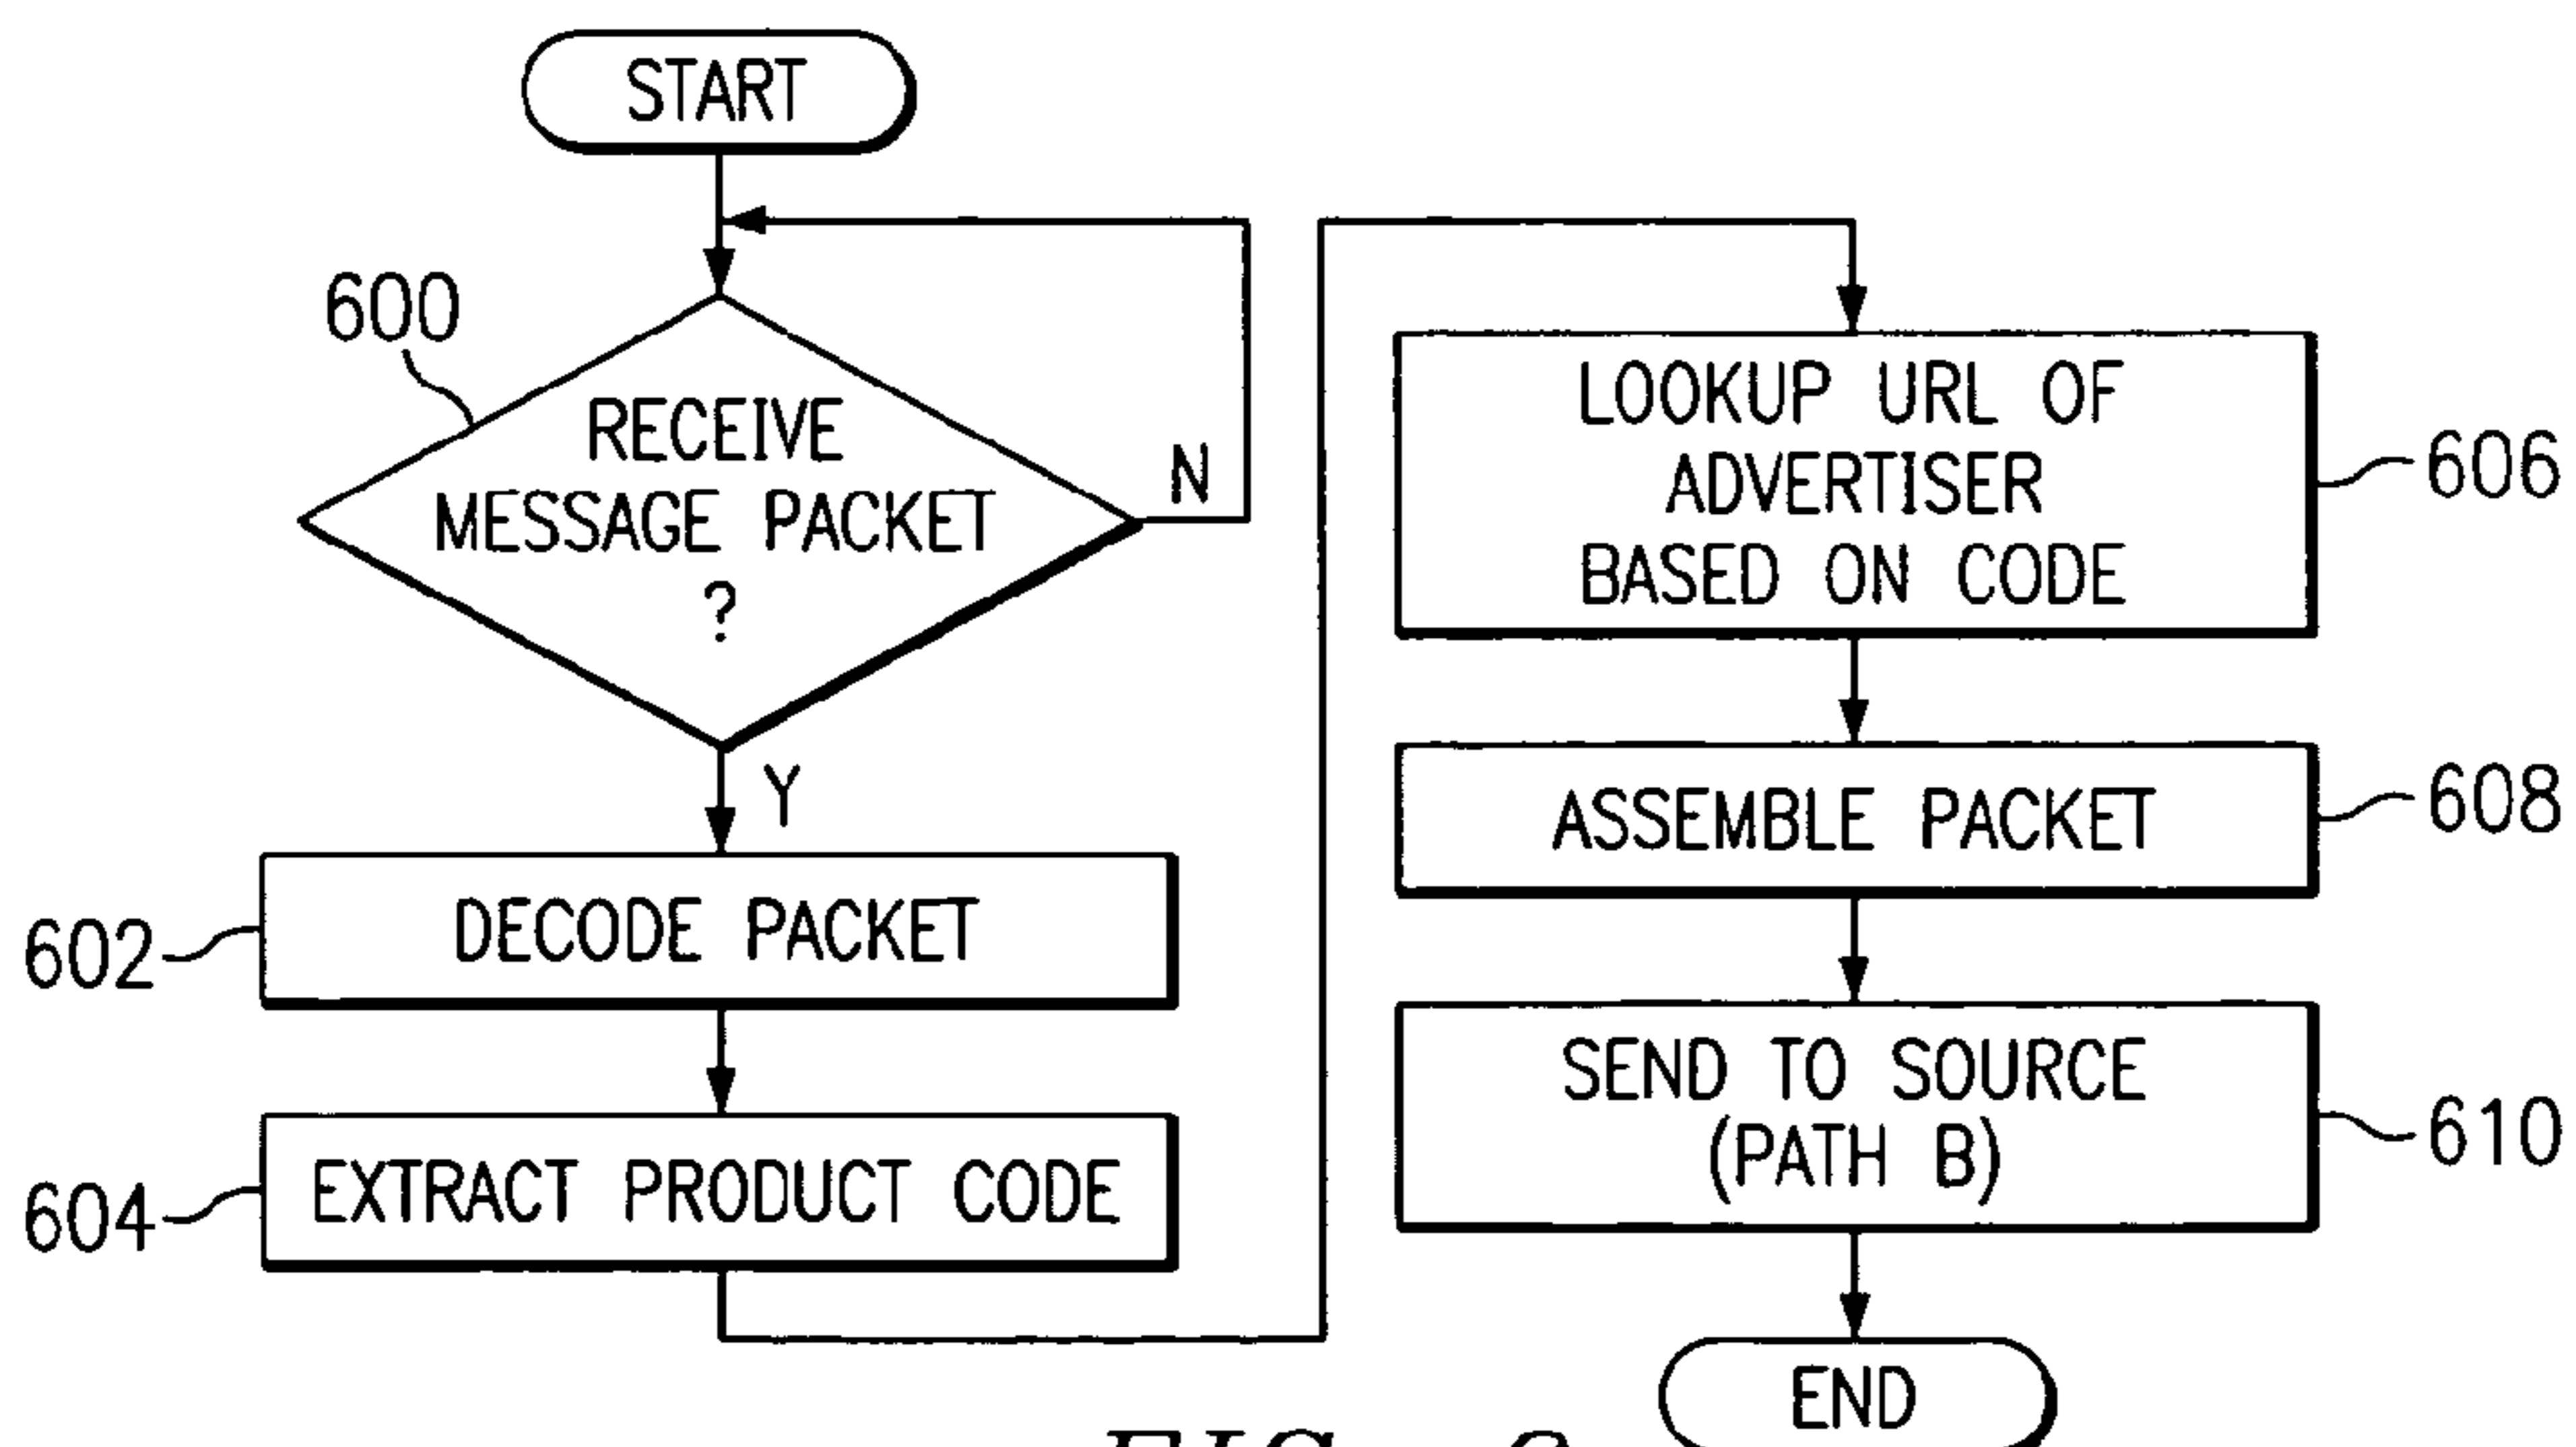 START
600
RECEIVE
MESSAGE PACKET
?
N
Y
602
DECODE PACKET
604
EXTRACT PRODUCT CODE
LOOKUP URL OF
ADVERTISER
BASED ON CODE
606
ASSEMBLE PACKET
608
SEND TO SOURCE
(PATH B)
610
END